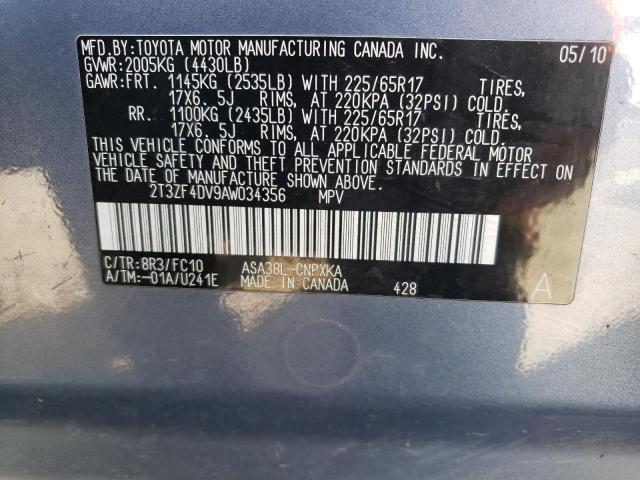 MFD.BY:TOYOTA MOTOR MANUFACTURING CANADA INC. 05/10
GVWR:2005KG (4430LB)
GAWR:FRT. 1145KG (2535LB) WITH 225/65R17 TIRES,
17X6. 5J RIMS, AT 220KPA (32PSI) COLD.
RR. 1100KG (2435LB) WITH 225/65R17 TIRES,
17X6. 5J RIMS, AT 220KPA (32PSI) COLD.
THIS VEHICLE CONFORMS TO ALL APPLICABLE FEDERAL MOTOR
VEHICLE SAFETY AND THEFT PREVENTION STANDARDS IN EFFECT ON
THE DATE OF MANUFACTURE SHOWN ABOVE.
2T3ZF4DV9AW034356 MPV
C/TR:8R3/FC10 ASA38L-CNPXKA
A/TM:-01A/U241E MADE IN CANADA 428 A